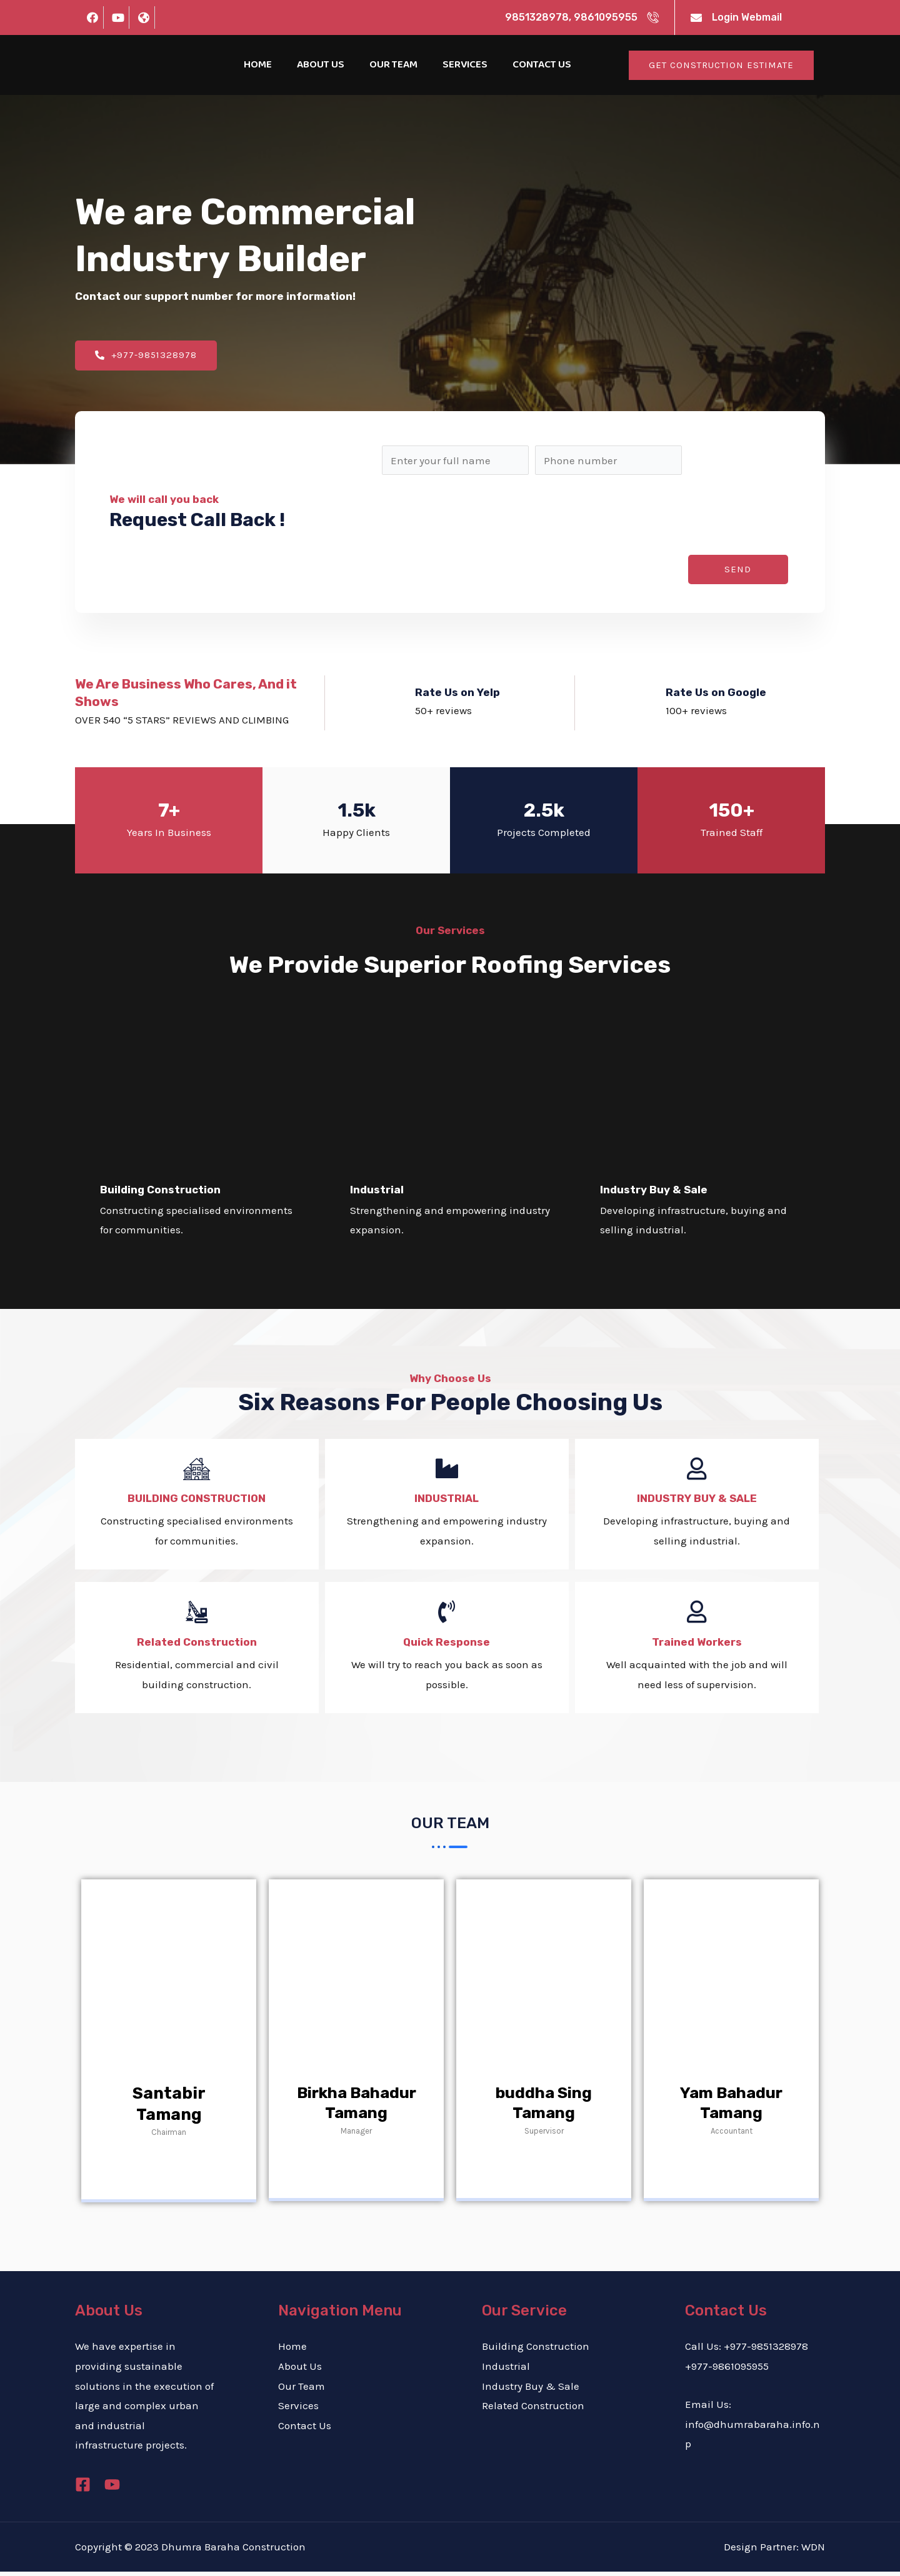 9851328978, 9861095955
Login Webmail
HOME
ABOUT US
OUR TEAM
SERVICES
CONTACT US
GET CONSTRUCTION ESTIMATE
We are Commercial
Industry Builder
Contact our support number for more information!
+977-9851328978
Enter your full name
Phone number
We will call you back
Request Call Back !
SEND
We Are Business Who Cares, And it
Shows
OVER 540 “5 STARS” REVIEWS AND CLIMBING
Rate Us on Yelp
50+ reviews
Rate Us on Google
100+ reviews
7+
Years In Business
1.5k
Happy Clients
2.5k
Projects Completed
150+
Trained Staff
Our Services
We Provide Superior Roofing Services
Building Construction
Constructing specialised environments
for communities.
Industrial
Strengthening and empowering industry
expansion.
Industry Buy & Sale
Developing infrastructure, buying and
selling industrial.
Why Choose Us
Six Reasons For People Choosing Us
BUILDING CONSTRUCTION
Constructing specialised environments
for communities.
INDUSTRIAL
Strengthening and empowering industry
expansion.
INDUSTRY BUY & SALE
Developing infrastructure, buying and
selling industrial.
Related Construction
Residential, commercial and civil
building construction.
Quick Response
We will try to reach you back as soon as
possible.
Trained Workers
Well acquainted with the job and will
need less of supervision.
OUR TEAM
Santabir
Tamang
Chairman
Birkha Bahadur
Tamang
Manager
buddha Sing
Tamang
Supervisor
Yam Bahadur
Tamang
Accountant
About Us
We have expertise in
providing sustainable
solutions in the execution of
large and complex urban
and industrial
infrastructure projects.
Navigation Menu
Home
About Us
Our Team
Services
Contact Us
Our Service
Building Construction
Industrial
Industry Buy & Sale
Related Construction
Contact Us
Call Us: +977-9851328978
+977-9861095955
Email Us:
info@dhumrabaraha.info.n
p
Copyright © 2023 Dhumra Baraha Construction
Design Partner: WDN